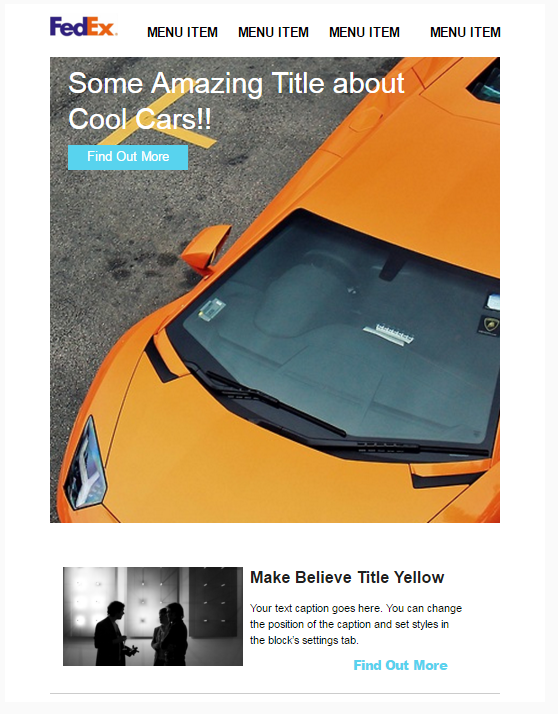 FedEx.
MENU ITEM MENU ITEM MENU ITEM MENU ITEM
Some Amazing Title about
Cool Cars!!
Find Out More
Make Believe Title Yellow
Your text caption goes here. You can change
the position of the caption and set styles in
the block's settings tab.
Find Out More